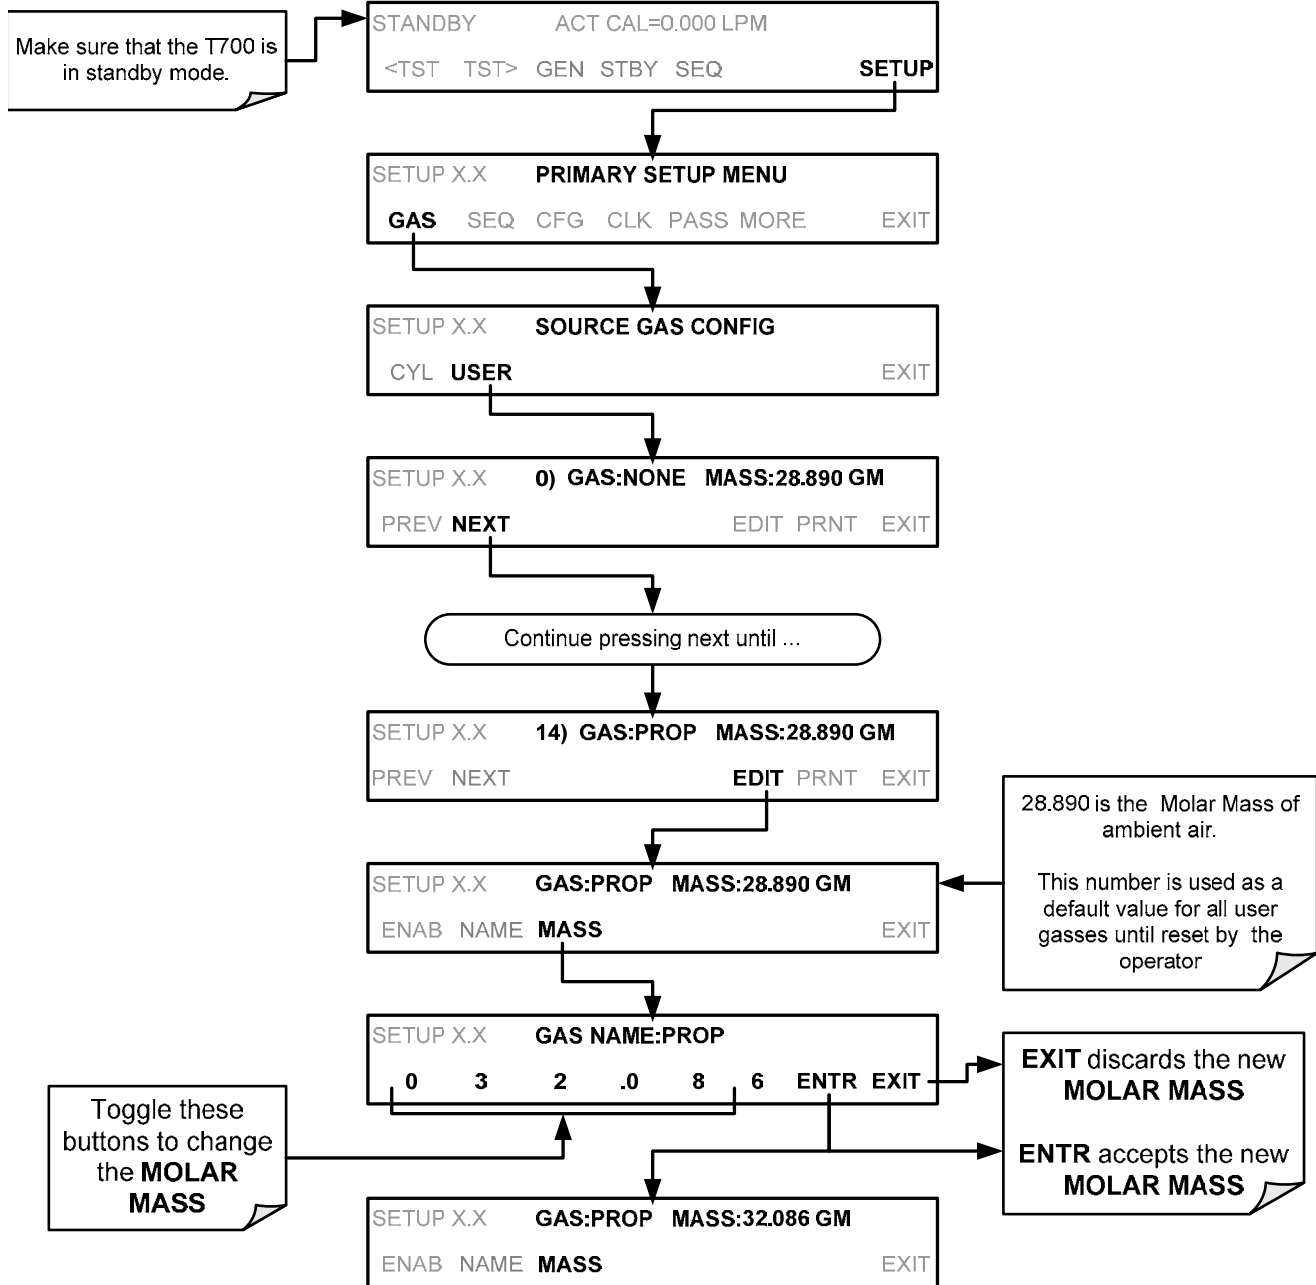 Make sure that the T700 is
in standby mode.
STANDBY ACT CAL=0.000 LPM
<TST TST> GEN STBY SEQ SETUP
SETUP X.X PRIMARY SETUP MENU
GAS SEQ CFG CLK PASS MORE EXIT
SETUP X.X SOURCE GAS CONFIG
CYL USER EXIT
SETUP X.X 0) GAS:NONE MASS:28.890 GM
PREV NEXT EDIT PRNT EXIT
Continue pressing next until ...
SETUP X.X 14) GAS:PROP MASS:28.890 GM
PREV NEXT EDIT PRNT EXIT
28.890 is the Molar Mass of
ambient air.
This number is used as a
default value for all user
gasses until reset by the
operator
SETUP X.X GAS:PROP MASS:28.890 GM
ENAB NAME MASS EXIT
SETUP X.X GAS NAME:PROP
0 3 2 .0 8 6 ENTR EXIT
EXIT discards the new
MOLAR MASS
ENTR accepts the new
MOLAR MASS
Toggle these
buttons to change
the MOLAR
MASS
SETUP X.X GAS:PROP MASS:32.086 GM
ENAB NAME MASS EXIT